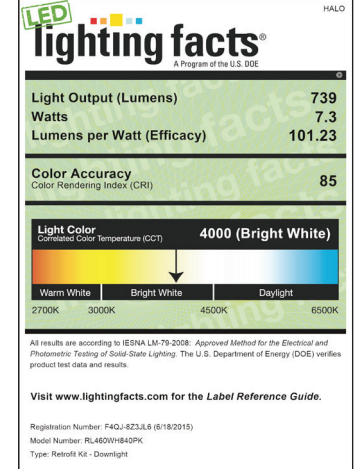 HALO
LED
lighting facts®
A Program of the U.S. DOE
Light Output (Lumens) 739
Watts 7.3
Lumens per Watt (Efficacy) 101.23
Color Accuracy
Color Rendering Index (CRI) 85
Light Color
Correlated Color Temperature (CCT) 4000 (Bright White)
Warm White Bright White Daylight
2700K 3000K 4500K 6500K
All results are according to IESNA LM-79-2008: Approved Method for the Electrical and
Photometric Testing of Solid-State Lighting. The U.S. Department of Energy (DOE) verifies
product test data and results.
Visit www.lightingfacts.com for the Label Reference Guide.
Registration Number: F4QJ-8Z3JL6 (6/18/2015)
Model Number: RL460WH840PK
Type: Retrofit Kit - Downlight